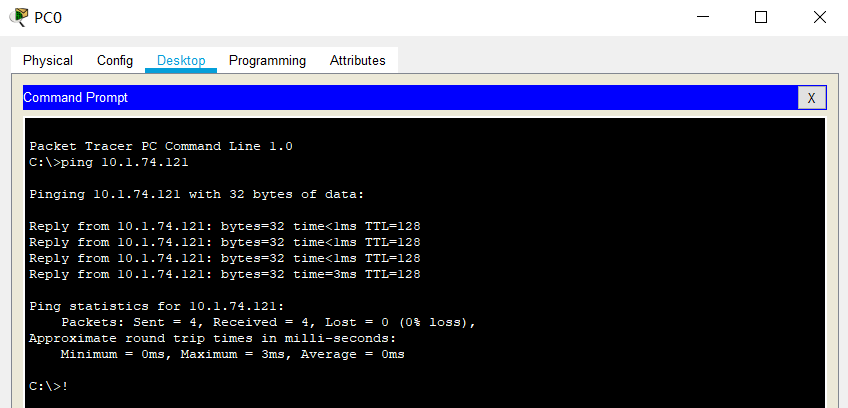 PC0
Physical Config Desktop Programming Attributes
Command Prompt
X
Packet Tracer PC Command Line 1.0
C:\>ping 10.1.74.121
Pinging 10.1.74.121 with 32 bytes of data:
Reply from 10.1.74.121: bytes=32 time<1ms TTL=128
Reply from 10.1.74.121: bytes=32 time<1ms TTL=128
Reply from 10.1.74.121: bytes=32 time<1ms TTL=128
Reply from 10.1.74.121: bytes=32 time=3ms TTL=128
Ping statistics for 10.1.74.121:
    Packets: Sent = 4, Received = 4, Lost = 0 (0% loss),
Approximate round trip times in milli-seconds:
    Minimum = 0ms, Maximum = 3ms, Average = 0ms
C:\>!